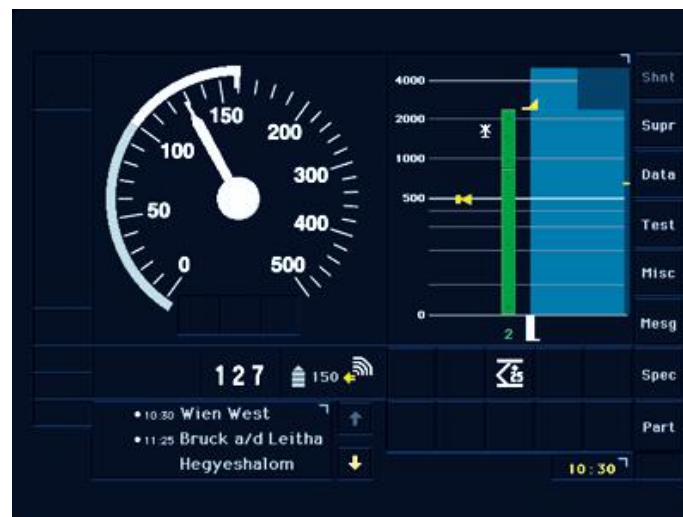 150
200
100
300
50
400
0
500
4000
2000
1000
500
0
2
Shnt
Supr
Data
Test
Misc
Mesg
Spec
Part
127
150
25
10:30 Wien West
11:25 Bruck a/d Leitha
Hegyeshalom
10:30